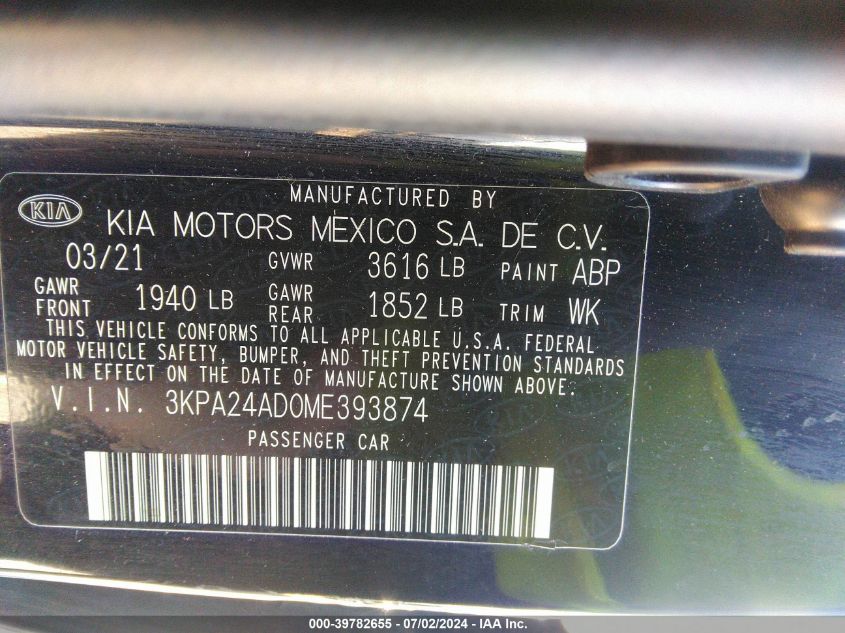 MANUFACTURED BY
KIA
KIA MOTORS MEXICO S.A. DE C.V.
03/21 GVWR 3616 LB PAINT ABP
GAWR FRONT 1940 LB GAWR REAR 1852 LB TRIM WK
THIS VEHICLE CONFORMS TO ALL APPLICABLE U.S.A. FEDERAL
MOTOR VEHICLE SAFETY, BUMPER, AND THEFT PREVENTION STANDARDS
IN EFFECT ON THE DATE OF MANUFACTURE SHOWN ABOVE:
V.I.N. 3KPA24AD0ME393874
PASSENGER CAR
000-39782655 - 07/02/2024 - IAA Inc.